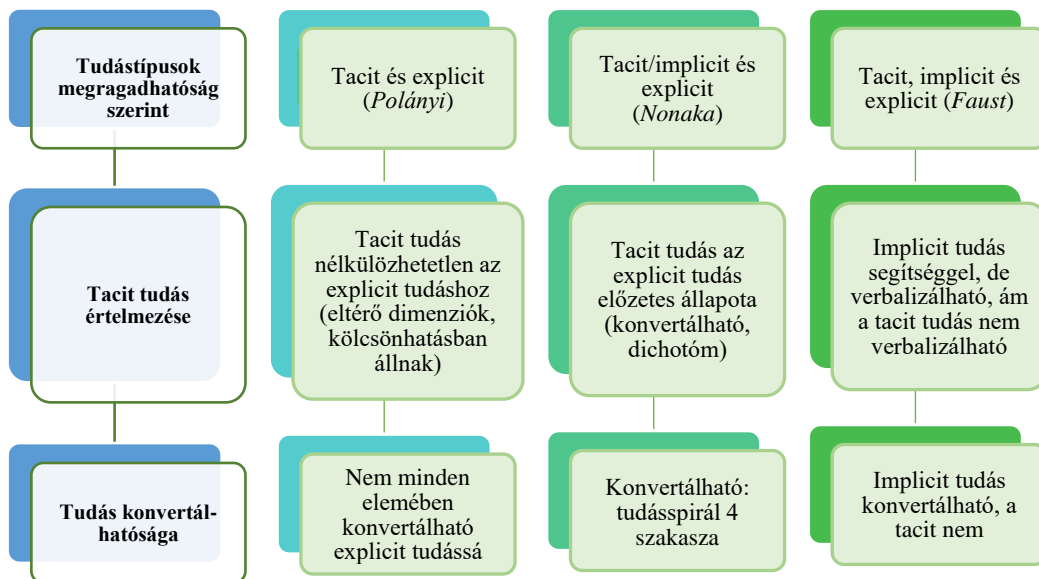 Tudástípusok
megragadhatóság
szerint
Tacit és explicit
(Polányi)
Tacit/implicit és
explicit
(Nonaka)
Tacit, implicit és
explicit (Faust)
Tacit tudás
értelmezése
Tacit tudás
nélkülözhetetlen az
explicit tudáshoz
(eltérő dimenziók,
kölcsönhatásban
állnak)
Tacit tudás az
explicit tudás
előzetes állapota
(konvertálható,
dichotóm)
Implicit tudás
segítséggel, de
verbalizálható, ám
a tacit tudás nem
verbalizálható
Tudás konvertál-
hatósága
Nem minden
elemében
konvertálható
explicit tudássá
Konvertálható:
tudásspirál 4
szakasza
Implicit tudás
konvertálható, a
tacit nem